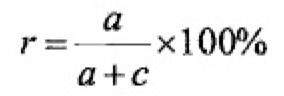 r = a / (a + c) × 100%